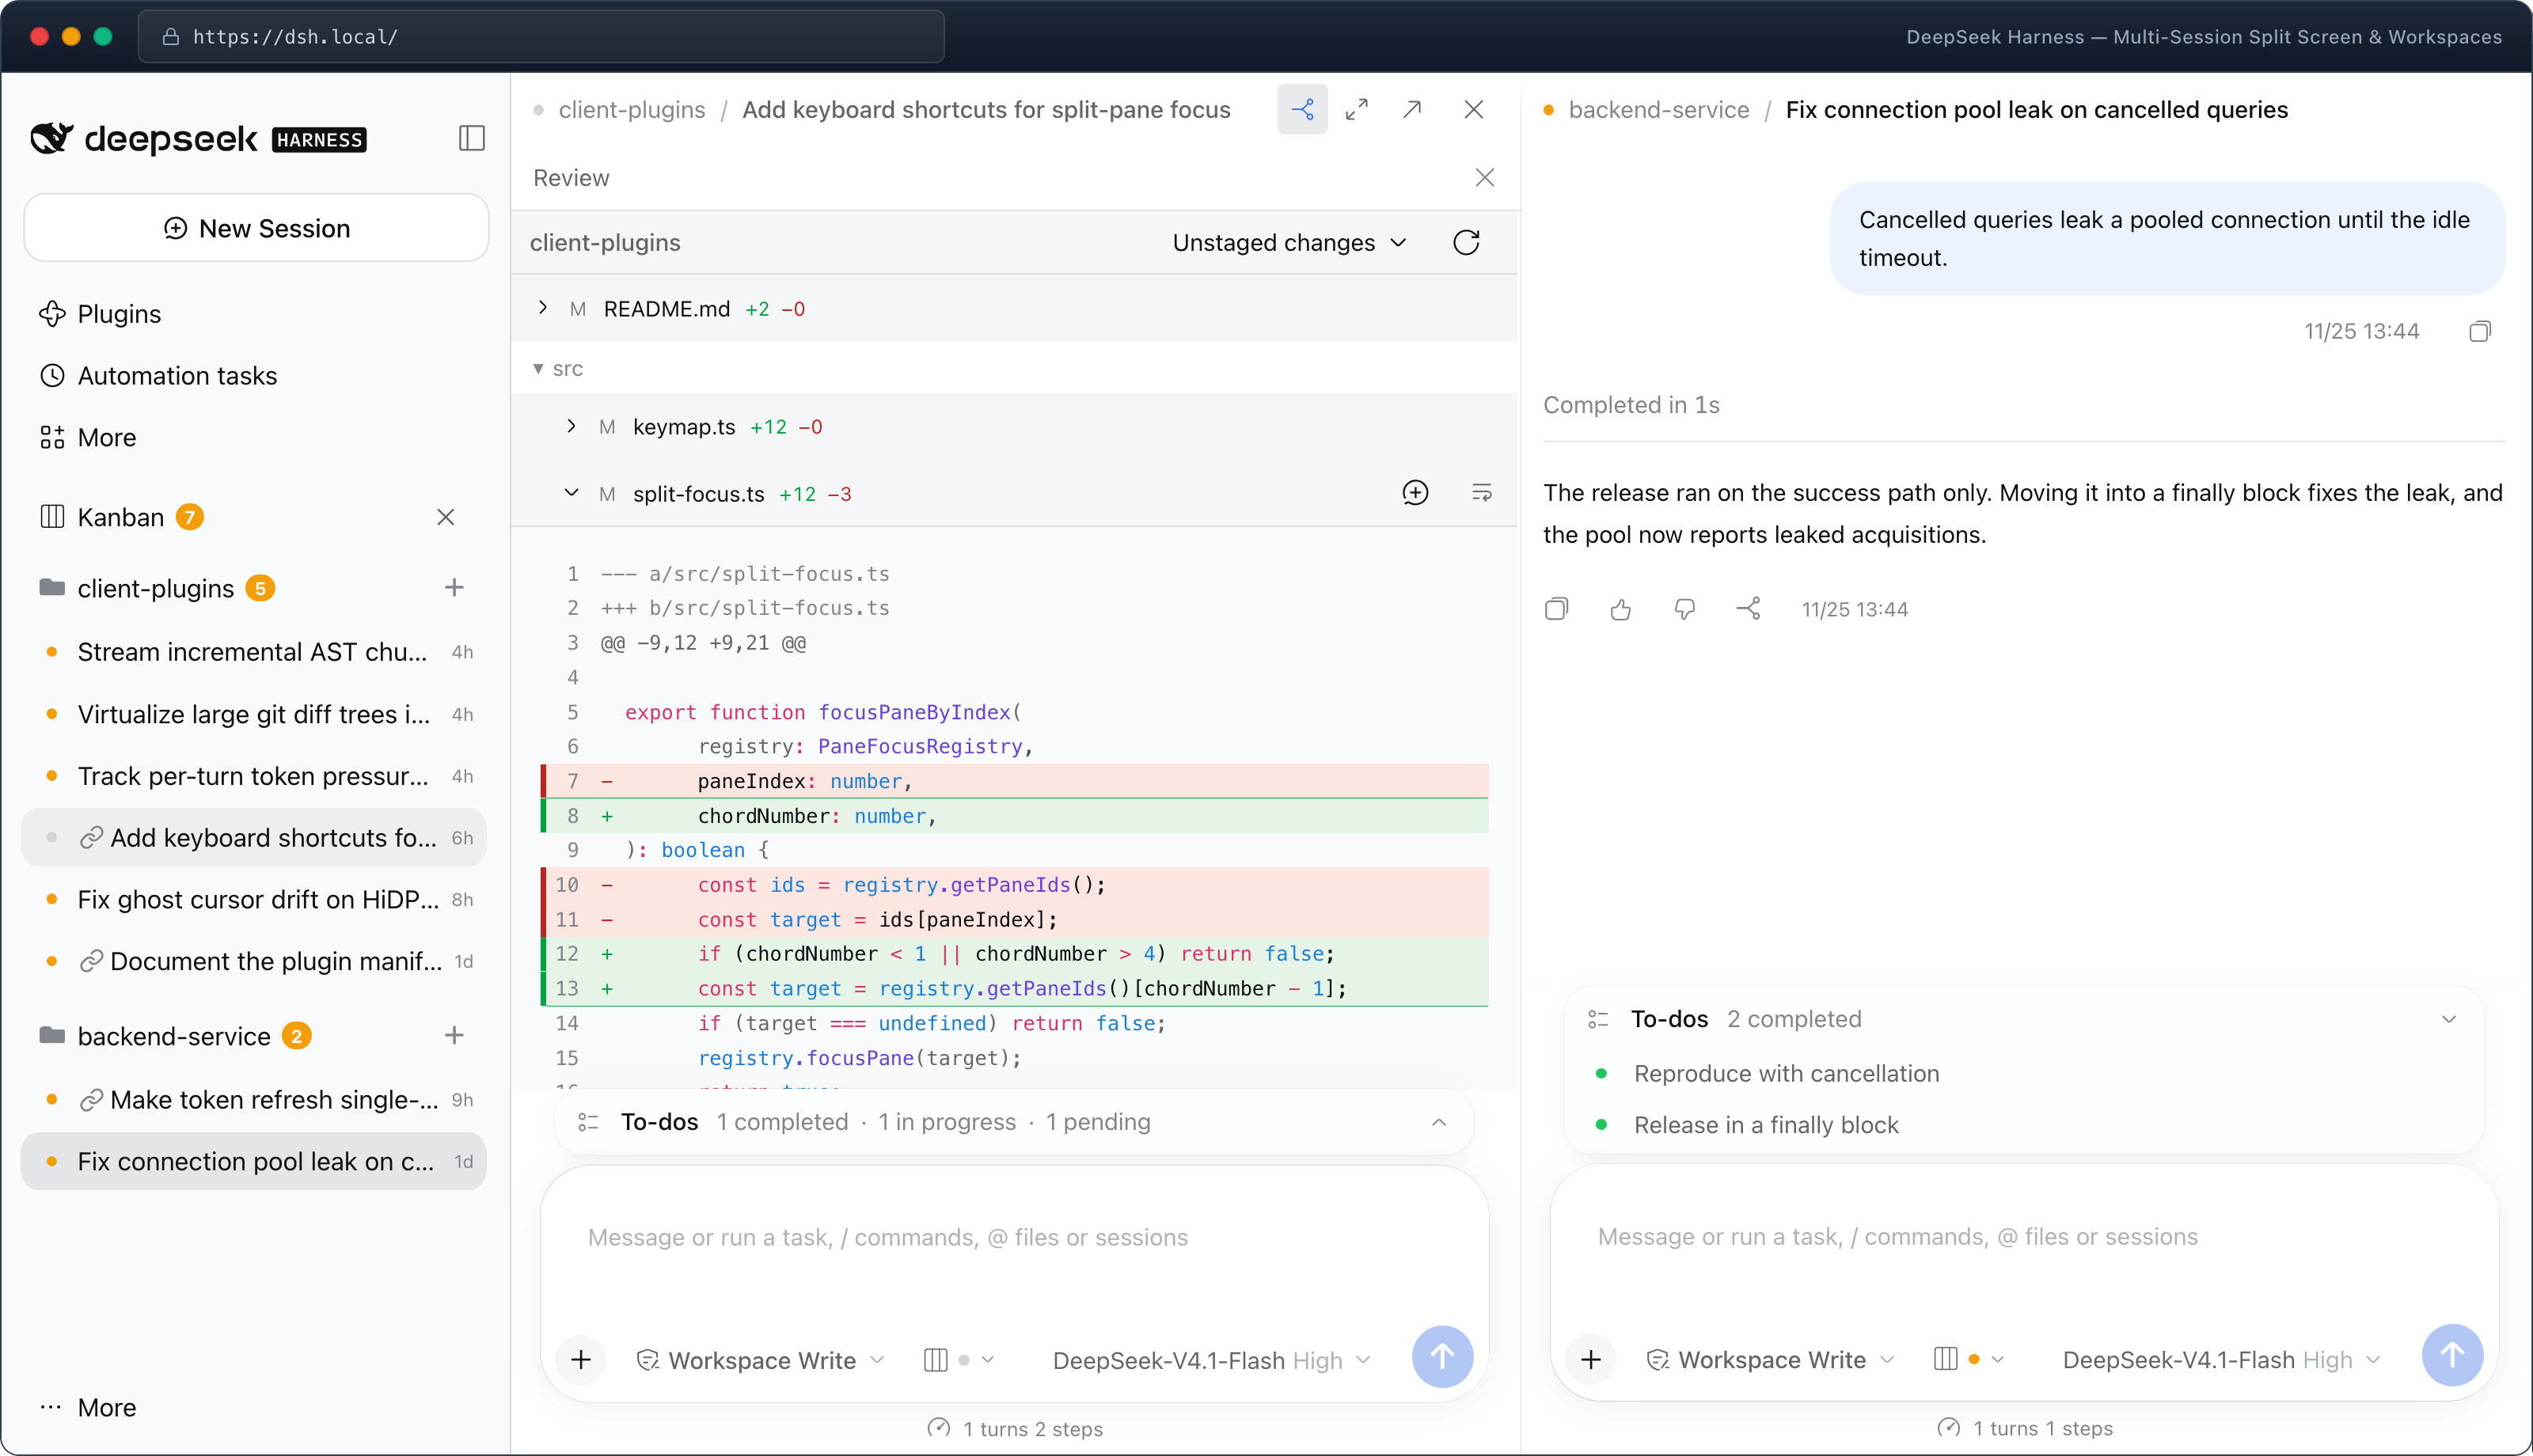 https://dsh.local/
DeepSeek Harness — Multi-Session Split Screen & Workspaces
deepseek HARNESS
New Session
Plugins
Automation tasks
More
Kanban 7
client-plugins 5
Stream incremental AST chu... 4h
Virtualize large git diff trees i... 4h
Track per-turn token pressur... 4h
Add keyboard shortcuts fo... 6h
Fix ghost cursor drift on HiDP... 8h
Document the plugin manif... 1d
backend-service 2
Make token refresh single-... 9h
Fix connection pool leak on c... 1d
More
client-plugins / Add keyboard shortcuts for split-pane focus
Review
client-plugins Unstaged changes
M README.md +2 −0
src
M keymap.ts +12 −0
M split-focus.ts +12 −3
1 --- a/src/split-focus.ts
2 +++ b/src/split-focus.ts
3 @@ -9,12 +9,21 @@
4
5 export function focusPaneByIndex(
6 registry: PaneFocusRegistry,
7 - paneIndex: number,
8 + chordNumber: number,
9 ): boolean {
10 - const ids = registry.getPaneIds();
11 - const target = ids[paneIndex];
12 + if (chordNumber < 1 || chordNumber > 4) return false;
13 + const target = registry.getPaneIds()[chordNumber - 1];
14 if (target === undefined) return false;
15 registry.focusPane(target);
To-dos 1 completed · 1 in progress · 1 pending
Message or run a task, / commands, @ files or sessions
Workspace Write DeepSeek-V4.1-Flash High
1 turns 2 steps
backend-service / Fix connection pool leak on cancelled queries
Cancelled queries leak a pooled connection until the idle
timeout.
11/25 13:44
Completed in 1s
The release ran on the success path only. Moving it into a finally block fixes the leak, and
the pool now reports leaked acquisitions.
11/25 13:44
To-dos 2 completed
Reproduce with cancellation
Release in a finally block
Message or run a task, / commands, @ files or sessions
Workspace Write DeepSeek-V4.1-Flash High
1 turns 1 steps